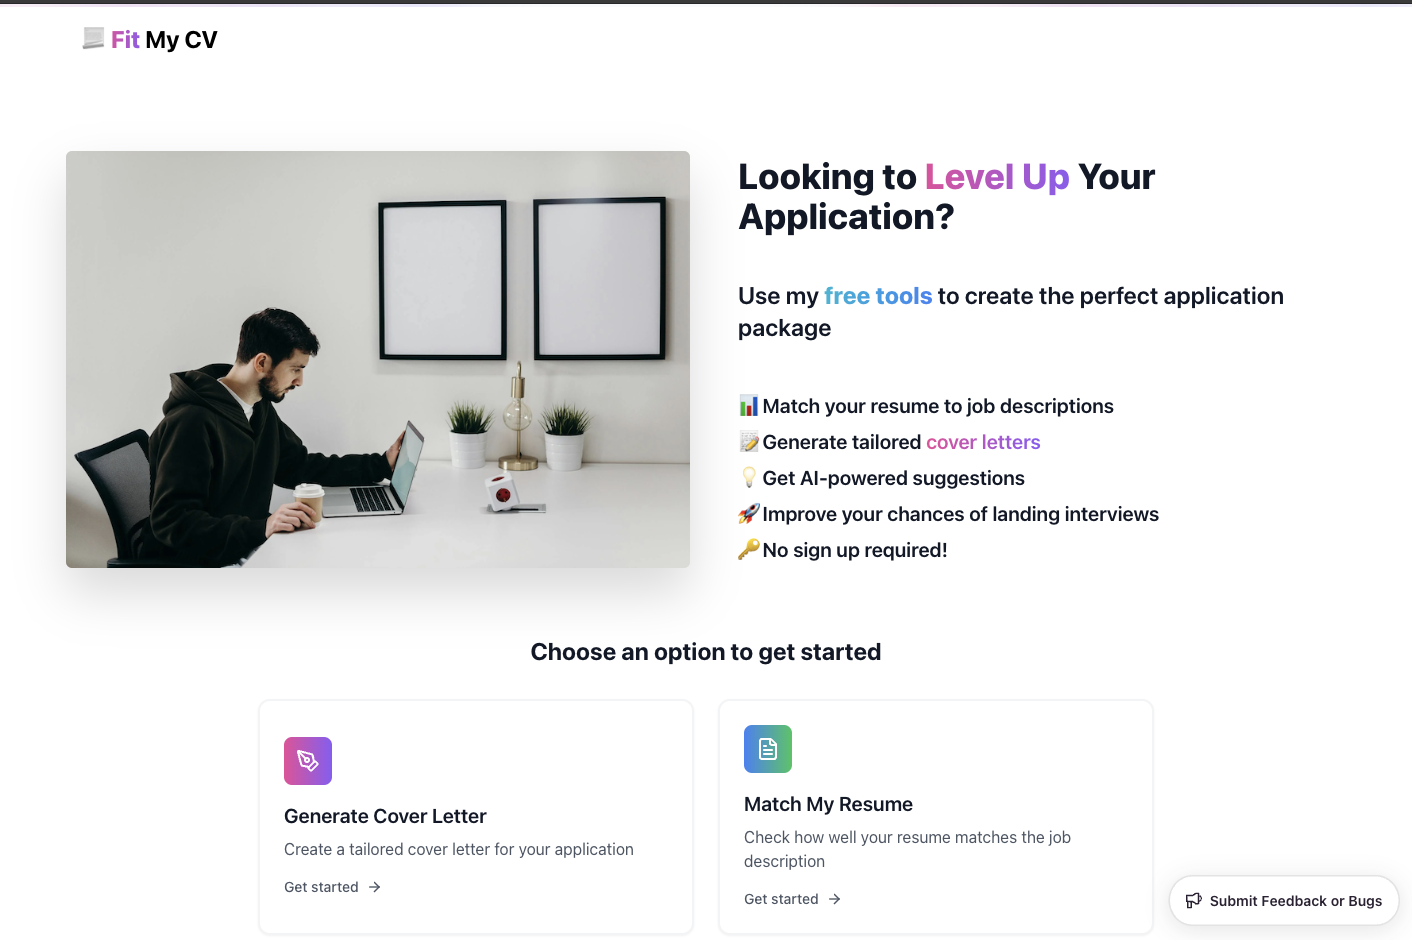 Fit My CV
Looking to Level Up Your
Application?
Use my free tools to create the perfect application
package
Match your resume to job descriptions
Generate tailored cover letters
Get AI-powered suggestions
Improve your chances of landing interviews
No sign up required!
Choose an option to get started
Generate Cover Letter
Create a tailored cover letter for your application
Get started
Match My Resume
Check how well your resume matches the job
description
Get started
Submit Feedback or Bugs